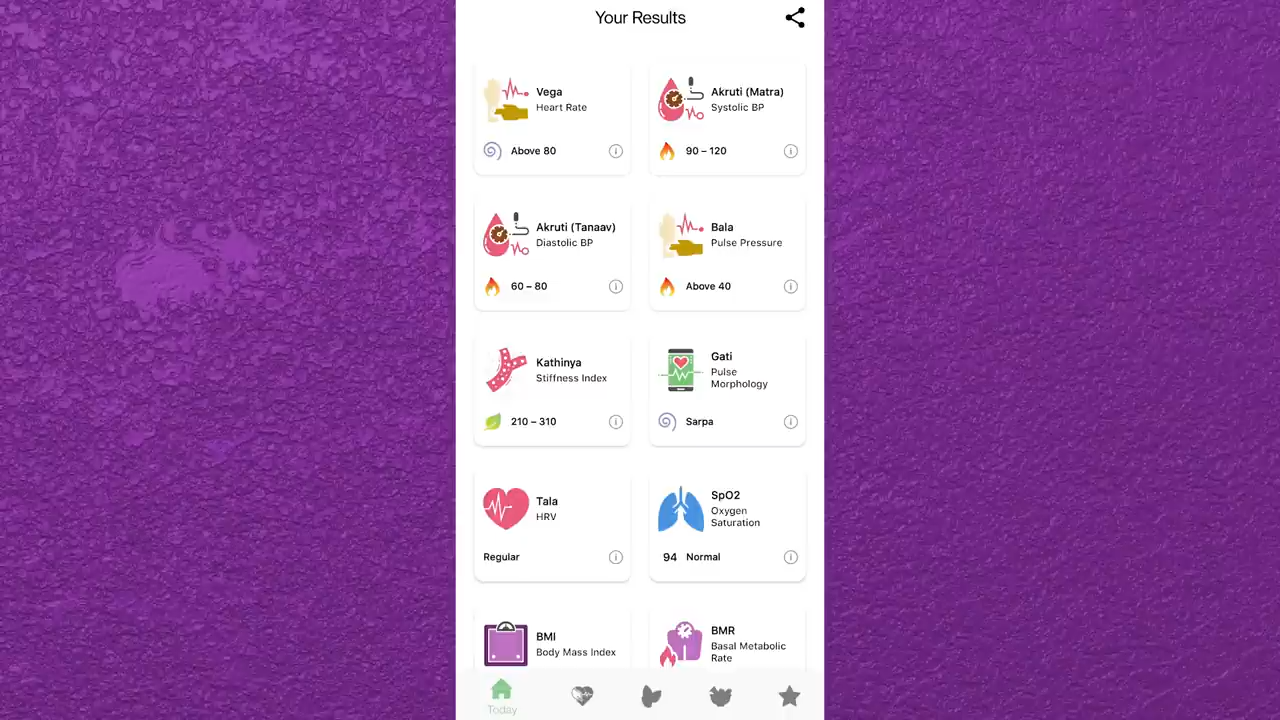 Your Results
Vega
Heart Rate
Above 80
Akruti (Matra)
Systolic BP
90 – 120
Akruti (Tanaav)
Diastolic BP
60 – 80
Bala
Pulse Pressure
Above 40
Kathinya
Stiffness Index
210 – 310
Gati
Pulse
Morphology
Sarpa
Tala
HRV
Regular
SpO2
Oxygen
Saturation
94 Normal
BMI
Body Mass Index
BMR
Basal Metabolic
Rate
Today